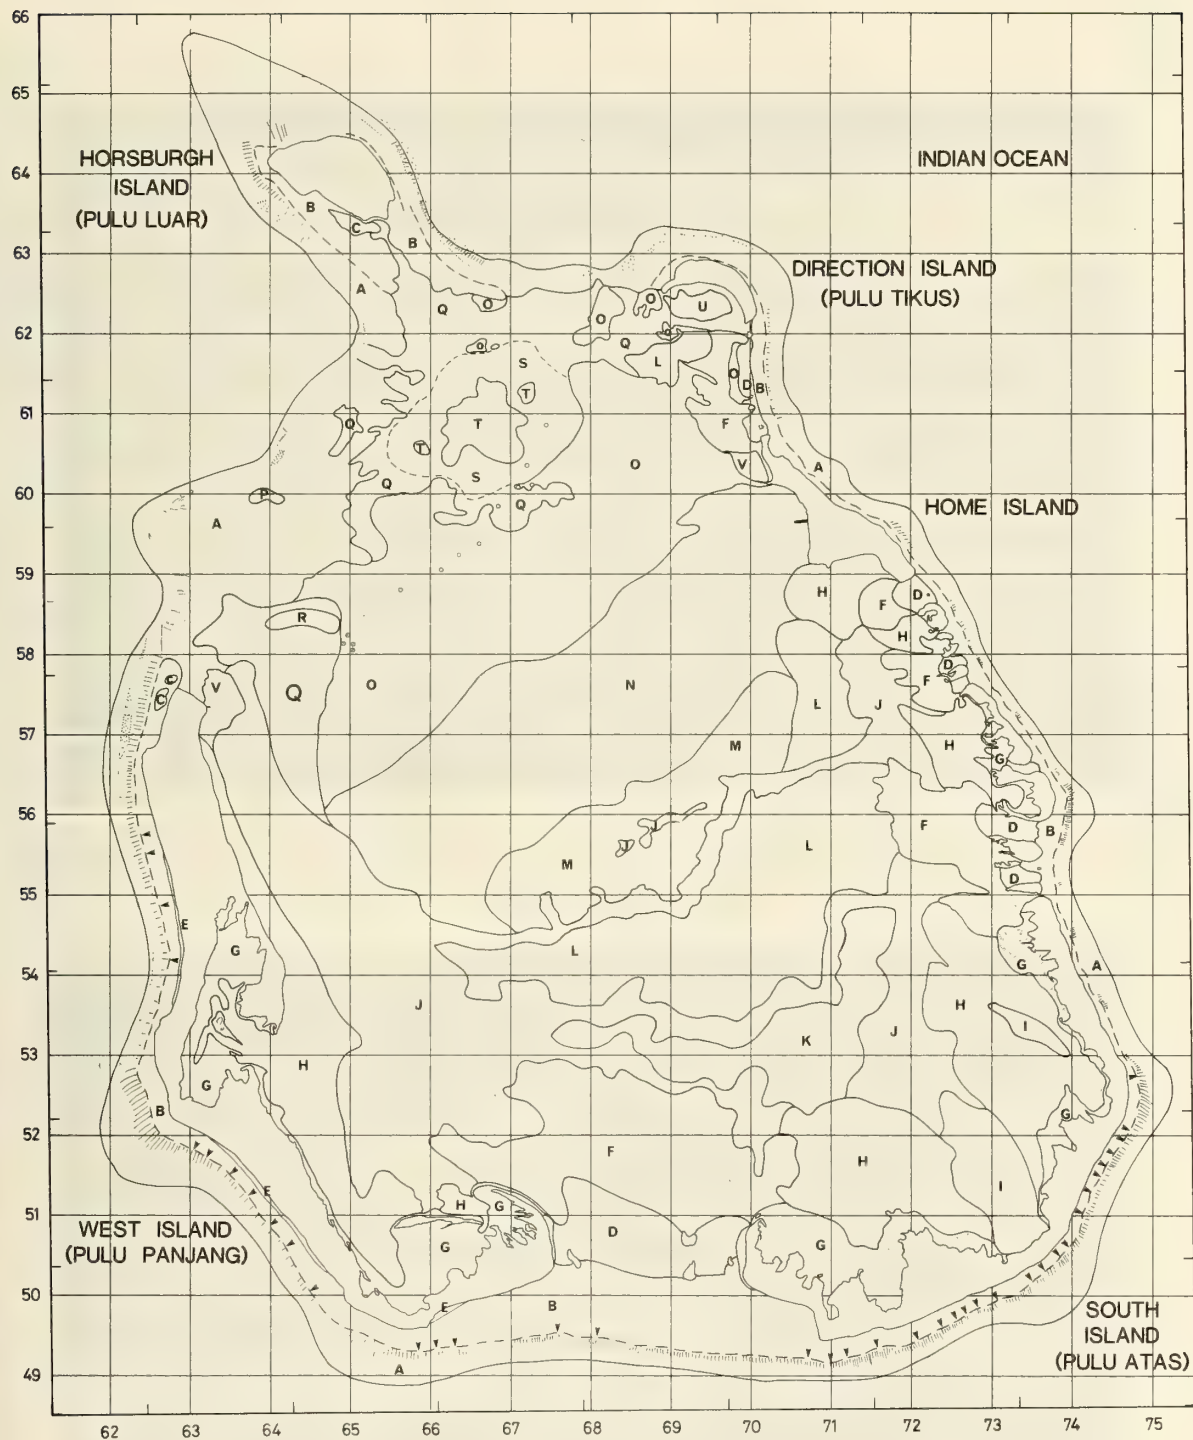 66
65
64
63
62
61
60
59
58
57
56
55
54
53
52
51
50
49
HORSBURGH
ISLAND
(PULU LUAR)
INDIAN OCEAN
DIRECTION ISLAND
(PULU TIKUS)
HOME ISLAND
WEST ISLAND
(PULU PANJANG)
SOUTH
ISLAND
(PULU ATAS)
B
C
B
A
Q
O
O
O
U
O
Q
O
L
S
T
O
D
B
Q
T
T
F
S
O
V
A
Q
Q
P
A
R
H
F
D
H
D
F
C
C
V
Q
O
N
L
J
M
H
G
J
J
M
F
L
D
B
D
E
G
L
G
A
J
H
I
K
J
H
G
B
G
F
H
I
E
H
G
G
D
G
E
B
A
62 63 64 65 66 67 68 69 70 71 72 73 74 75